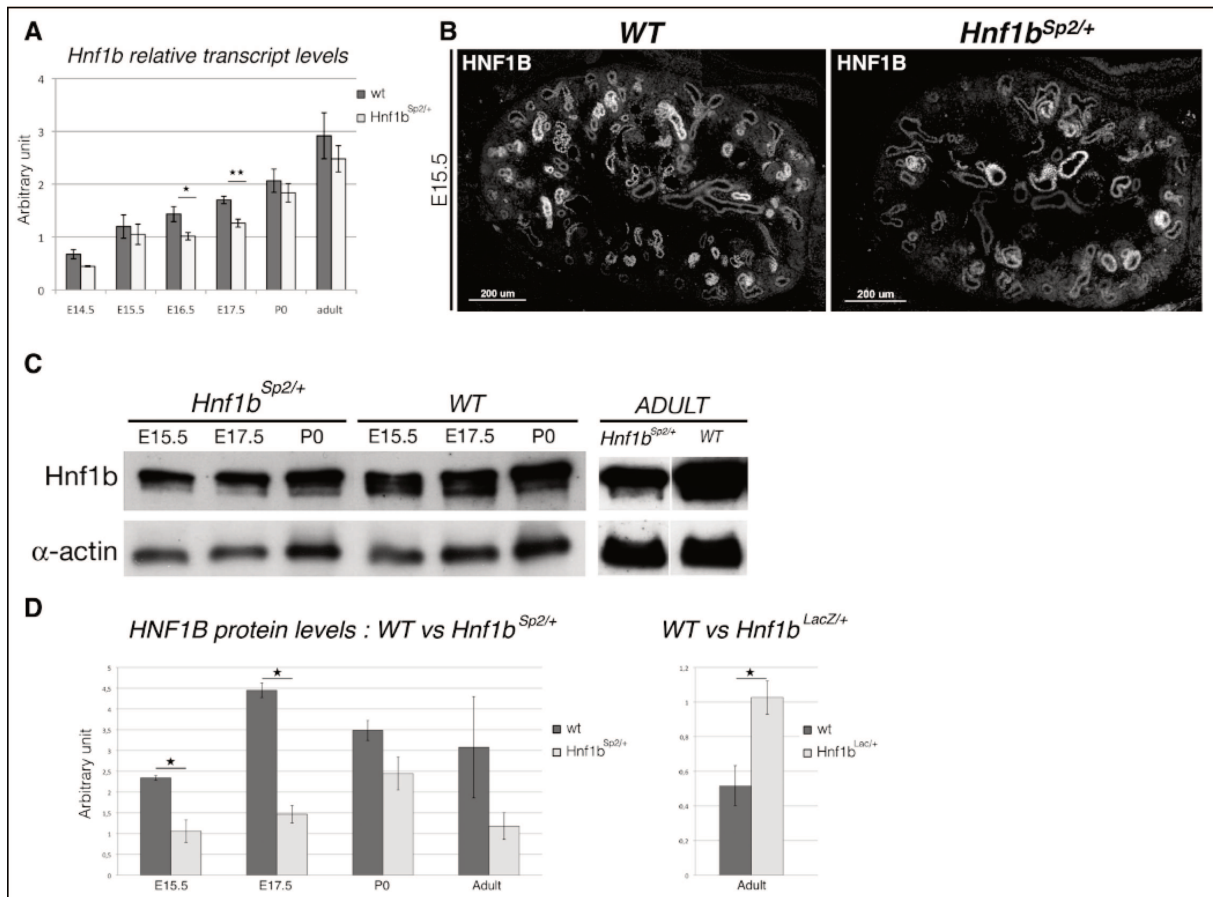 A
Hnf1b relative transcript levels
4
3
2
1
0
Arbitrary unit
wt
Hnf1b Sp2/+
★
★★
E14.5 E15.5 E16.5 E17.5 P0 adult
B
WT
Hnf1b Sp2/+
E15.5
HNF1B
200 um
HNF1B
200 um
C
Hnf1b Sp2/+ WT ADULT
E15.5 E17.5 P0 E15.5 E17.5 P0 Hnf1b Sp2/+ WT
Hnf1b
α-actin
D
HNF1B protein levels : WT vs Hnf1b Sp2/+
5
4,5
4
3,5
3
2,5
2
1,5
1
0,5
0
Arbitrary unit
★
★
wt
Hnf1b Sp2/+
E15.5 E17.5 P0 Adult
WT vs Hnf1b LacZ/+
1,2
1
0,8
0,6
0,4
0,2
0
★
wt
Hnf1b Lac/+
Adult